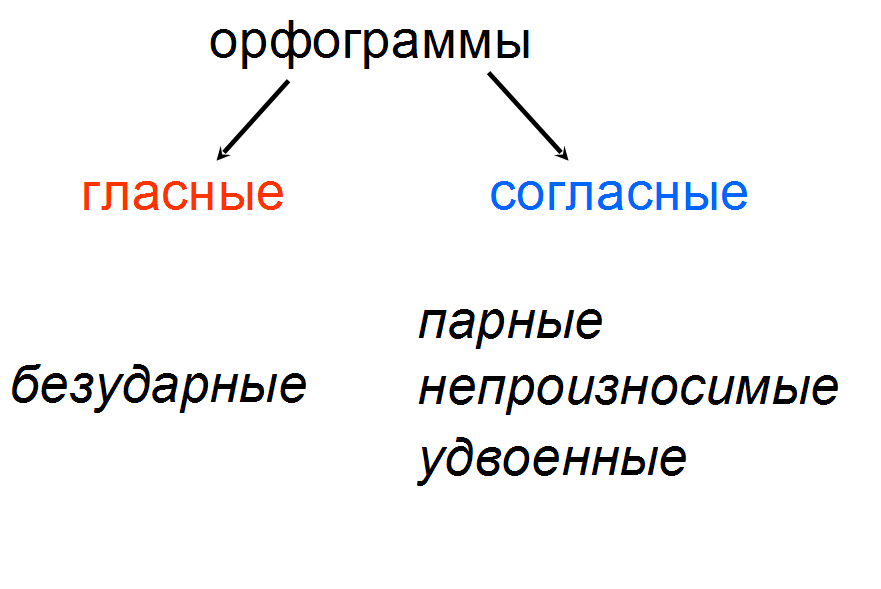 орфограммы
гласные
согласные
парные
безударные
непроизносимые
удвоенные